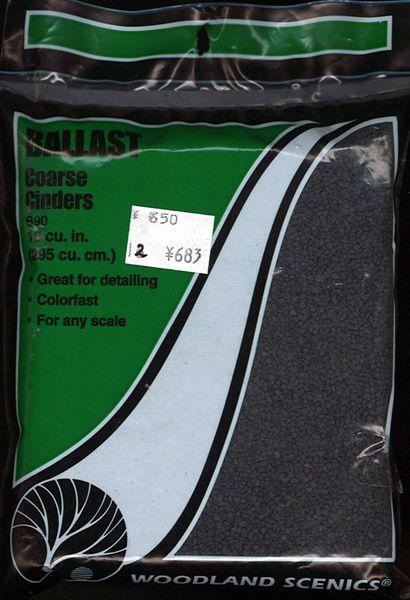 BALLAST
Coarse
Cinders
B90
18 cu. in.
(295 cu. cm.)
• Great for detailing
• Colorfast
• For any scale
¥ 650
2 ¥683
WOODLAND SCENICS®